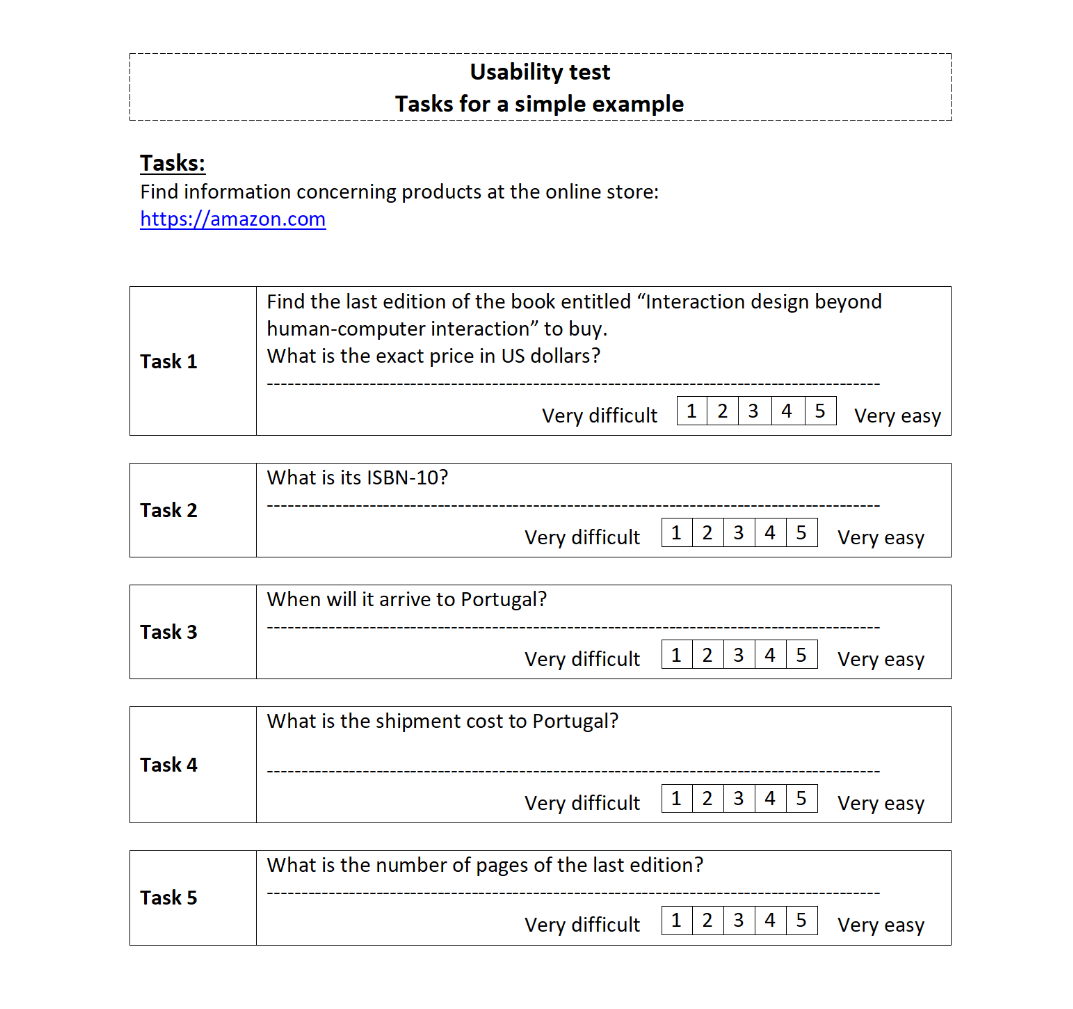 Usability test
Tasks for a simple example
Tasks:
Find information concerning products at the online store:
https://amazon.com
Task 1
Find the last edition of the book entitled “Interaction design beyond
human-computer interaction” to buy.
What is the exact price in US dollars?
Very difficult 1 2 3 4 5 Very easy
Task 2
What is its ISBN-10?
Very difficult 1 2 3 4 5 Very easy
Task 3
When will it arrive to Portugal?
Very difficult 1 2 3 4 5 Very easy
Task 4
What is the shipment cost to Portugal?
Very difficult 1 2 3 4 5 Very easy
Task 5
What is the number of pages of the last edition?
Very difficult 1 2 3 4 5 Very easy